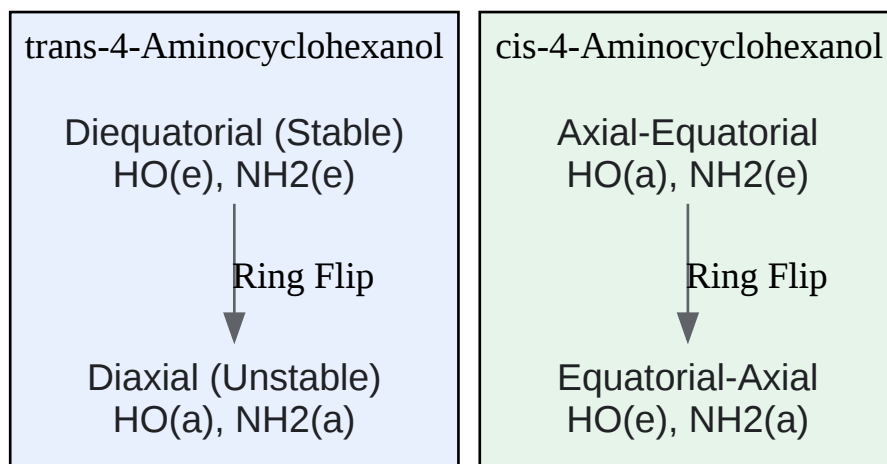 trans-4-Aminocyclohexanol
Diequatorial (Stable)
HO(e), NH2(e)
Ring Flip
Diaxial (Unstable)
HO(a), NH2(a)
cis-4-Aminocyclohexanol
Axial-Equatorial
HO(a), NH2(e)
Ring Flip
Equatorial-Axial
HO(e), NH2(a)